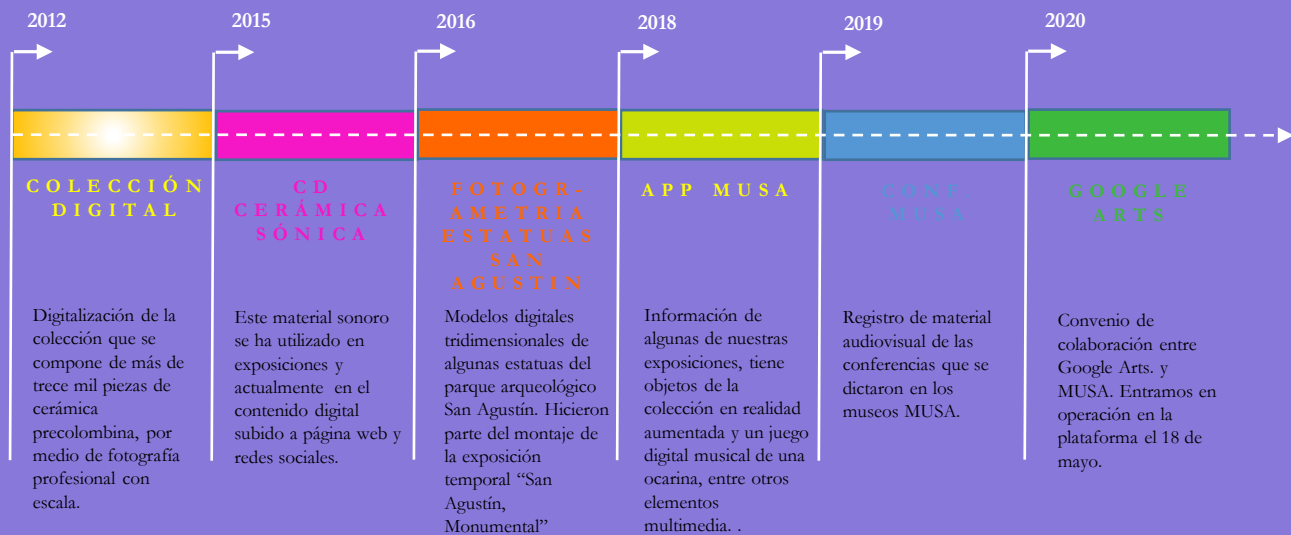 2012
COLECCIÓN
DIGITAL
Digitalización de la
colección que se
compone de más de
trece mil piezas de
cerámica
precolombina, por
medio de fotografía
profesional con
escala.
2015
CD
CERÁMICA
SÓNICA
Este material sonoro
se ha utilizado en
exposiciones y
actualmente en el
contenido digital
subido a página web y
redes sociales.
2016
FOTOGR-
AMETRIA
ESTATUAS
SAN
AGUSTIN
Modelos digitales
tridimensionales de
algunas estatuas del
parque arqueológico
San Agustín. Hicieron
parte del montaje de
la exposición
temporal “San
Agustín,
Monumental”
2018
APP MUSA
Información de
algunas de nuestras
exposiciones, tiene
objetos de la
colección en realidad
aumentada y un juego
digital musical de una
ocarina, entre otros
elementos
multimedia. .
2019
CONP-
MUSA
Registro de material
audiovisual de las
conferencias que se
dictaron en los
museos MUSA.
2020
GOOGLE
ARTS
Convenio de
colaboración entre
Google Arts. y
MUSA. Entramos en
operación en la
plataforma el 18 de
mayo.